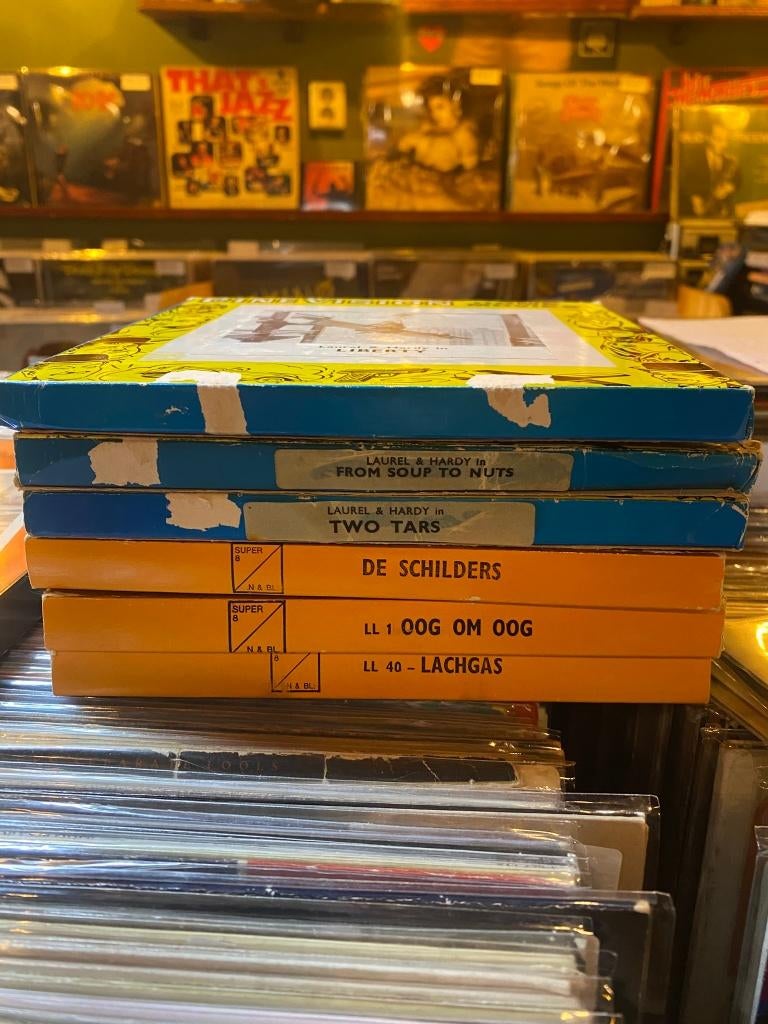 THAT'S
JAZZ
Laurel & Hardy in
LIBERTY
LAUREL & HARDY in
FROM SOUP TO NUTS
LAUREL & HARDY in
TWO TARS
SUPER
8
N & BL.
DE SCHILDERS
SUPER
8
N & BL.
LL 1 OOG OM OOG
8
N & BL.
LL 40 - LACHGAS